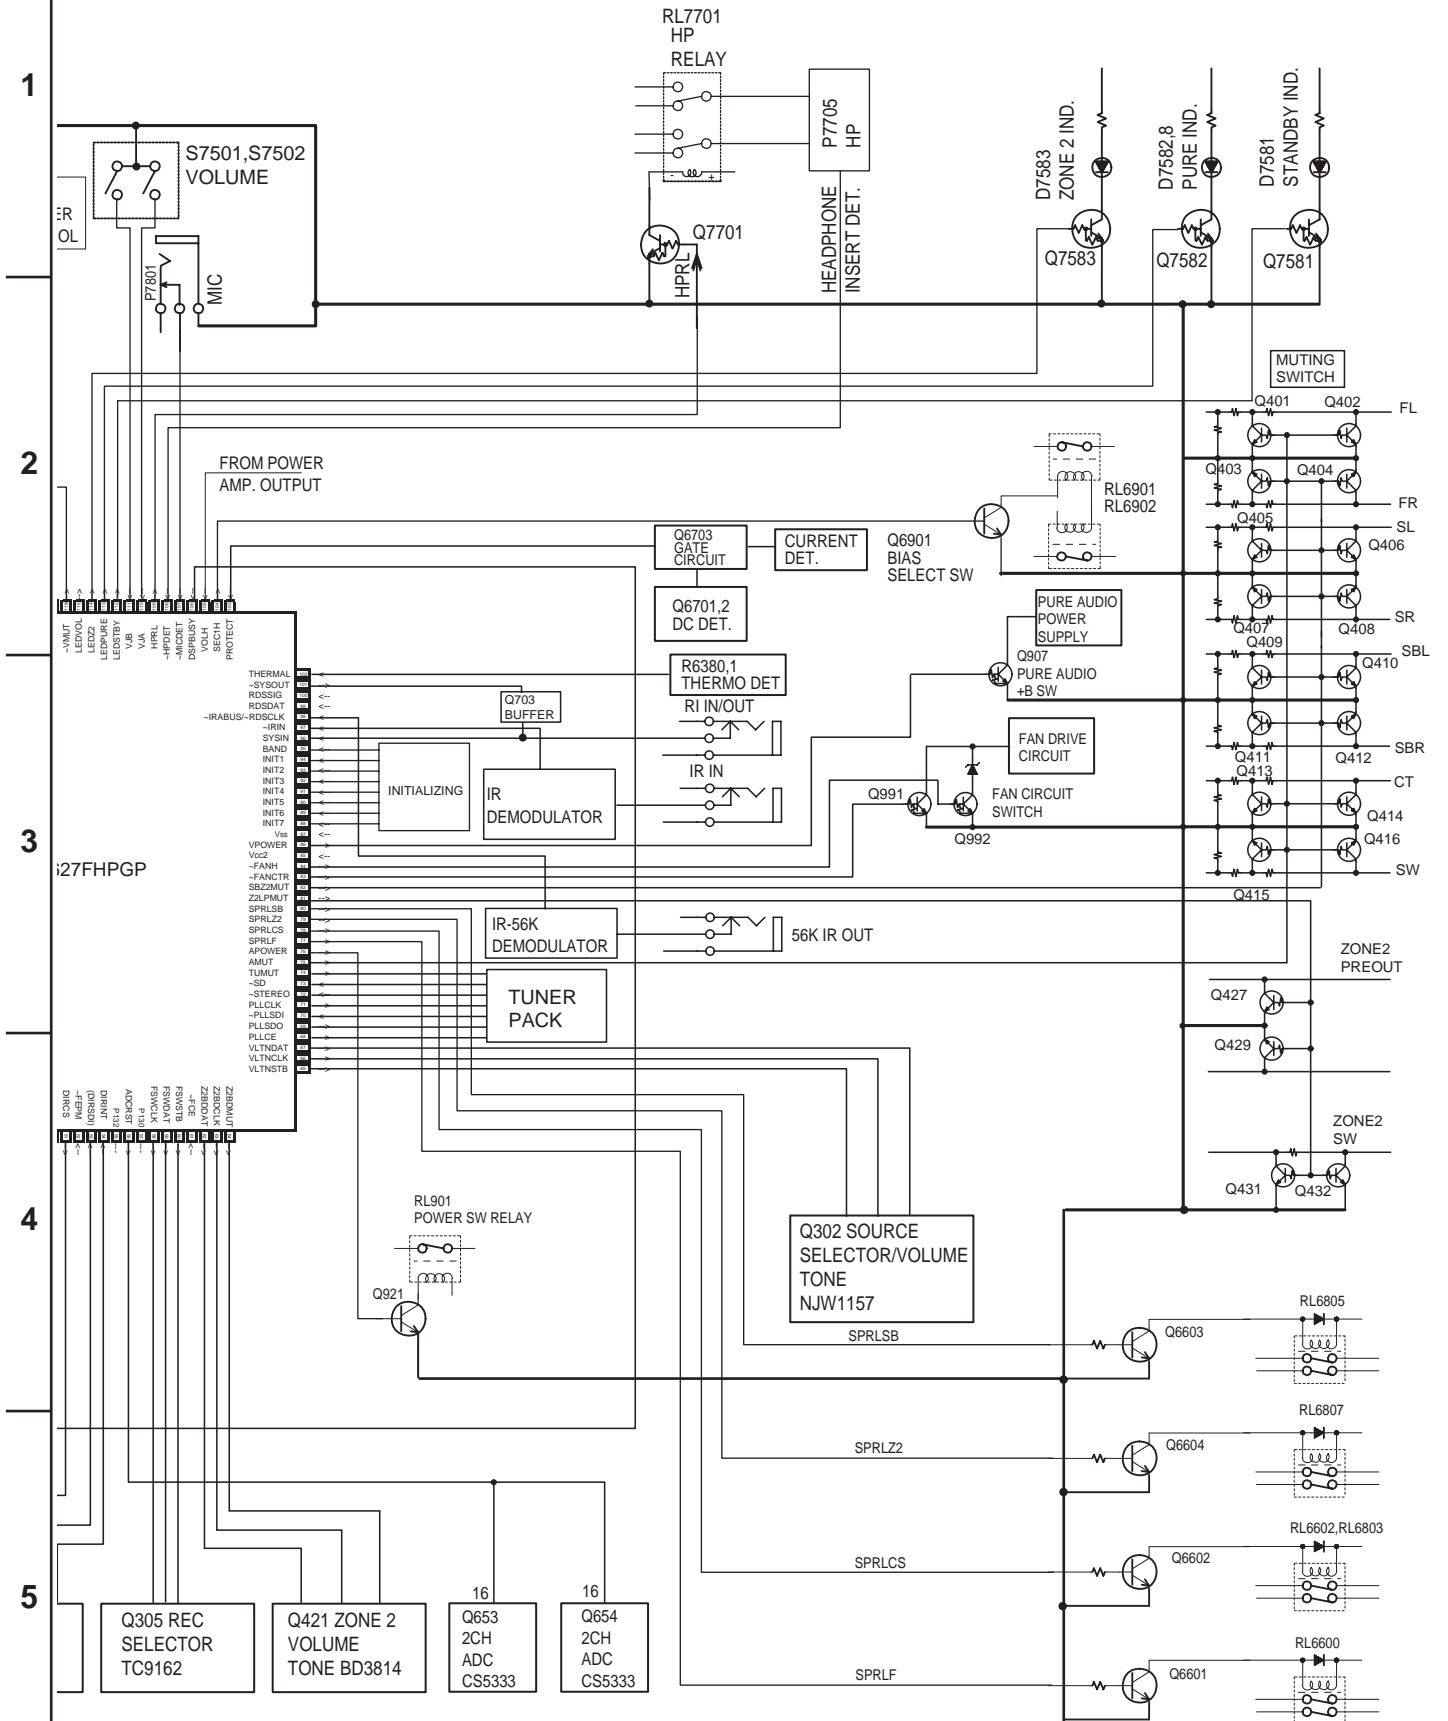 1
2
3
4
5
RL7701
HP
RELAY
P7705
HP
S7501,S7502
VOLUME
ER
OL
P7801
MIC
- +
Q7701
HPRL
HEADPHONE
INSERT DET.
D7583
ZONE 2 IND.
D7582,8
PURE IND.
D7581
STANDBY IND.
Q7583
Q7582
Q7581
MUTING
SWITCH
Q401
Q402
FL
Q403
Q404
FR
Q405
SL
Q406
Q407
Q408
SR
Q409
SBL
Q410
Q411
Q412
SBR
Q413
CT
Q414
Q416
SW
Q415
FROM POWER
AMP. OUTPUT
RL6901
RL6902
Q6703
GATE
CIRCUIT
CURRENT
DET.
Q6901
BIAS
SELECT SW
Q6701,2
DC DET.
PURE AUDIO
POWER
SUPPLY
Q907
PURE AUDIO
+B SW
~VMUT
LEDVOL
LEDZ2
LEDPURE
LEDSTBY
VJB
VJA
HPRL
~HPDET
~MICDET
DSPBUSY
VOLH
SEC1H
PROTECT
THERMAL
~SYSOUT
RDSSIG
RDSDAT
~IRABUS/~RDSCLK
~IRIN
SYSIN
BAND
INIT1
INIT2
INIT3
INIT4
INIT5
INIT6
INIT7
Vss
VPOWER
Vcc2
~FANH
~FANCTR
SBZ2MUT
Z2LPMUT
SPRLSB
SPRLZ2
SPRLCS
SPRLF
APOWER
AMUT
TUMUT
~SD
~STEREO
PLLCLK
~PLLSDI
PLLSDO
PLLCE
VLTNDAT
VLTNCLK
VLTNSTB
627FHPGP
R6380,1
THERMO DET
Q703
BUFFER
RI IN/OUT
INITIALIZING
IR
DEMODULATOR
IR IN
FAN DRIVE
CIRCUIT
Q991
FAN CIRCUIT
SWITCH
Q992
IR-56K
DEMODULATOR
56K IR OUT
TUNER
PACK
ZONE2
PREOUT
Q427
Q429
ZONE2
SW
Q431
Q432
DIRCS
~FEPM
(DIRSDI)
DIRINT
P132
ADCRST
P130
FSWCLK
FSWDAT
FSWSTB
~FCE
Z2BDDAT
Z2BDCLK
Z2BDMUT
RL901
POWER SW RELAY
Q921
Q302 SOURCE
SELECTOR/VOLUME
TONE
NJW1157
SPRLSB
Q6603
RL6805
SPRLZ2
Q6604
RL6807
SPRLCS
Q6602
RL6602,RL6803
SPRLF
Q6601
RL6600
Q305 REC
SELECTOR
TC9162
Q421 ZONE 2
VOLUME
TONE BD3814
16
Q653
2CH
ADC
CS5333
16
Q654
2CH
ADC
CS5333